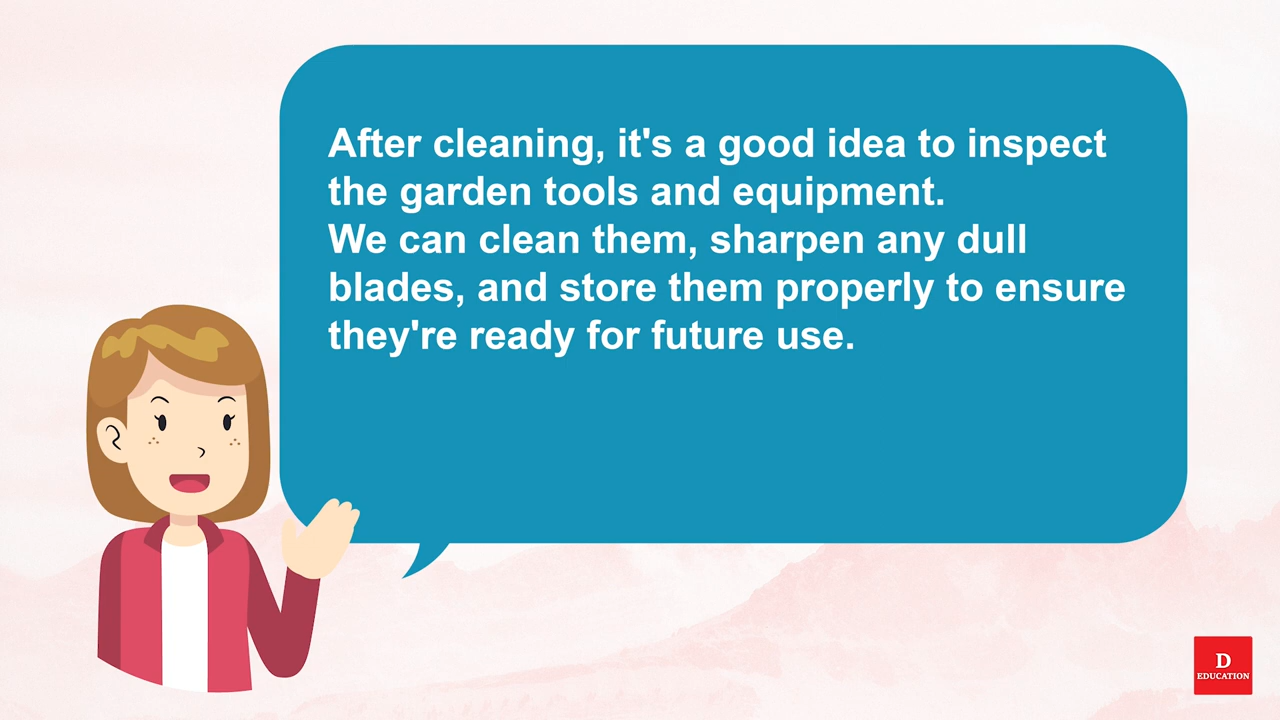 After cleaning, it's a good idea to inspect
the garden tools and equipment.
We can clean them, sharpen any dull
blades, and store them properly to ensure
they're ready for future use.
D
EDUCATION